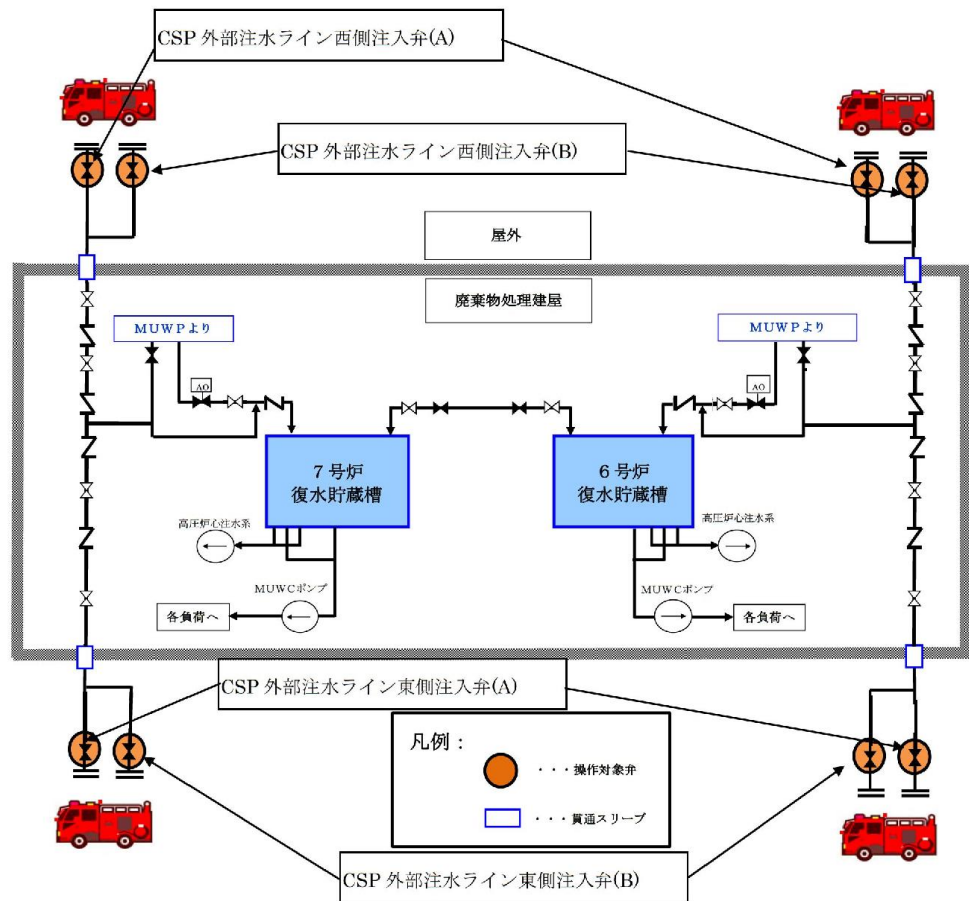 CSP 外部注水ライン西側注入弁(A)
CSP 外部注水ライン西側注入弁(B)
屋外
廃棄物処理建屋
MUWPより
MUWPより
AO
AO
7号炉
復水貯蔵槽
6号炉
復水貯蔵槽
高圧炉心注水系
高圧炉心注水系
MUWCポンプ
MUWCポンプ
各負荷へ
各負荷へ
CSP 外部注水ライン東側注入弁(A)
凡例：
・・・操作対象弁
・・・貫通スリーブ
CSP 外部注水ライン東側注入弁(B)